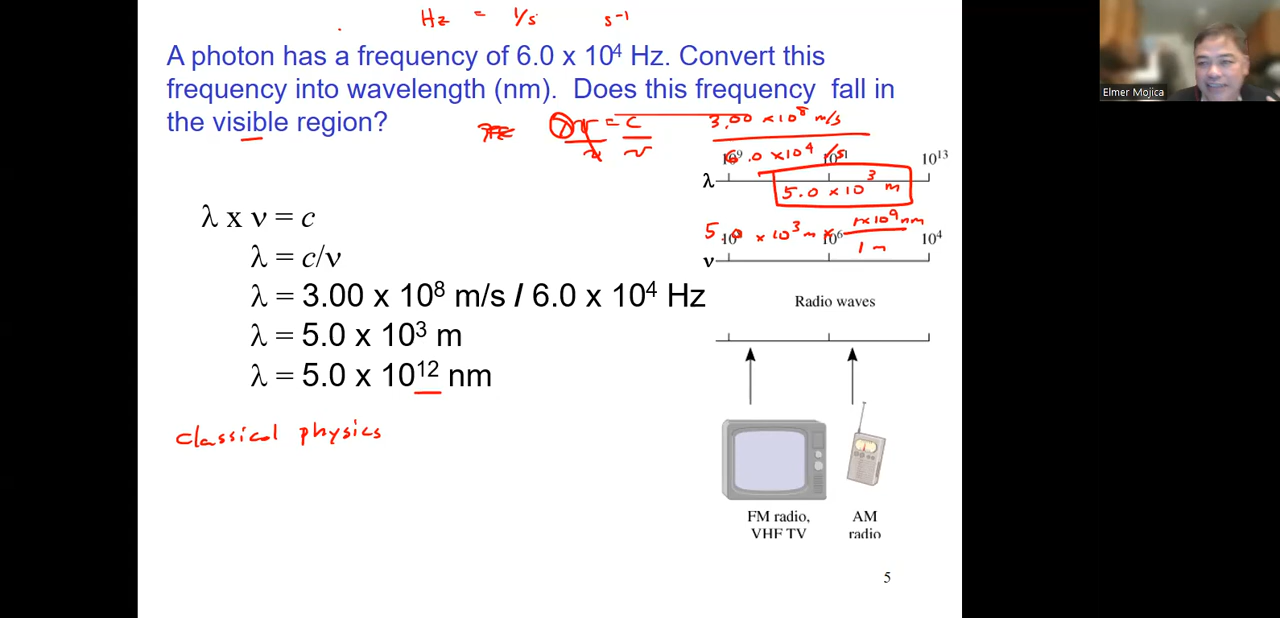 Hz = 1/s s-1
A photon has a frequency of 6.0 x 10⁴ Hz. Convert this
frequency into wavelength (nm). Does this frequency fall in
the visible region?
λν = c
ν ν
3.00 x 10⁸ m/s
6.0 x 10⁴ /s
10¹³
λ
5.0 x 10³ m
λ x ν = c
5.0 x 10³ m x 1x10⁹ nm
1 m
10⁶
10⁴
ν
λ = c/ν
λ = 3.00 x 10⁸ m/s / 6.0 x 10⁴ Hz
Radio waves
λ = 5.0 x 10³ m
λ = 5.0 x 10¹² nm
classical physics
FM radio,
VHF TV
AM
radio
5
Elmer Mojica